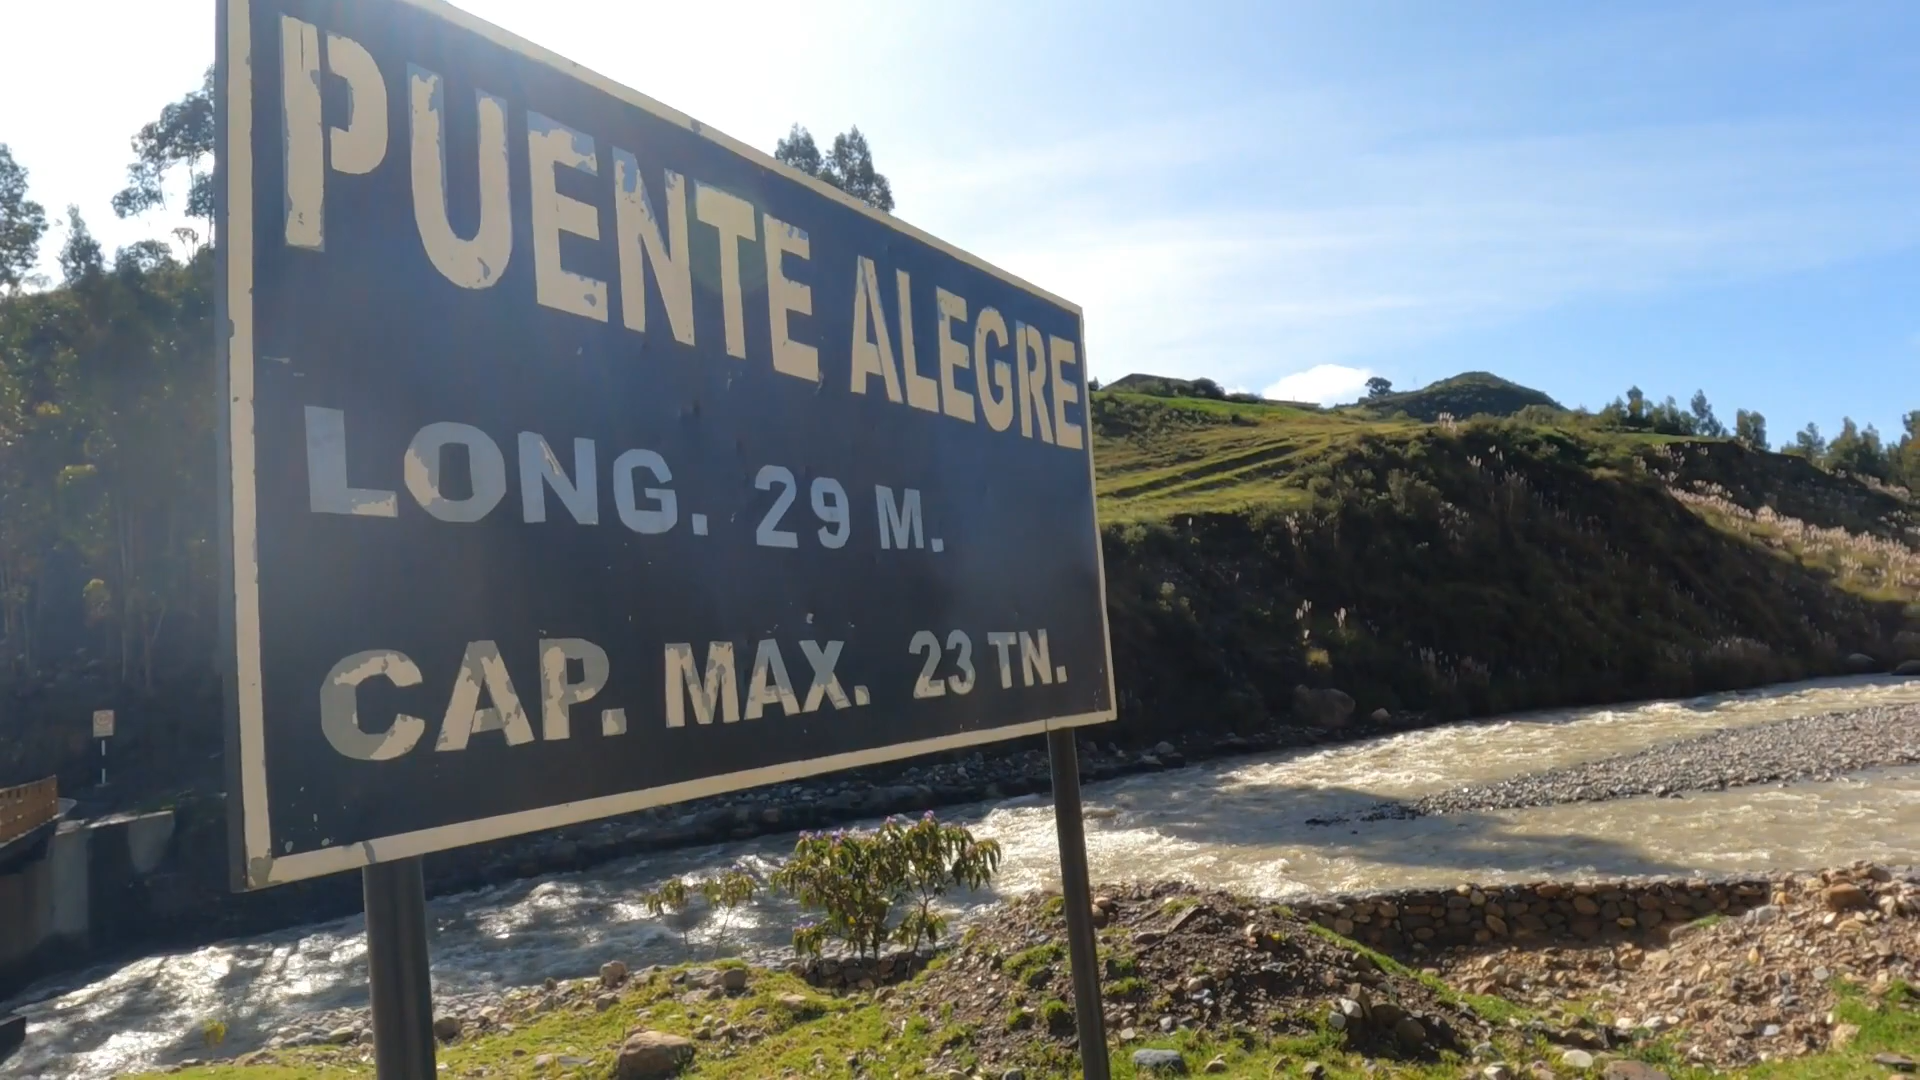 PUENTE ALEGRE
LONG. 29 M.
CAP. MAX. 23 TN.